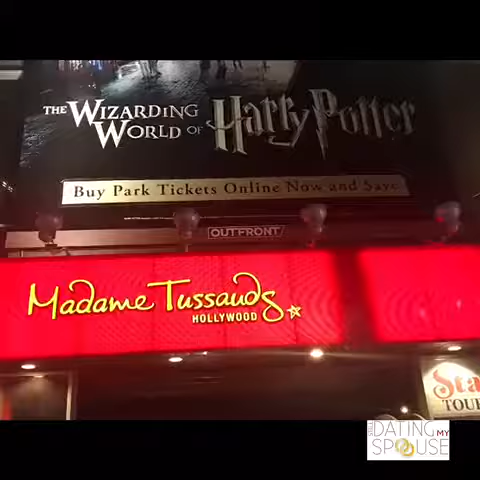 THE WIZARDING
WORLD OF Harry Potter
Buy Park Tickets Online Now and Save
OUTFRONT
Madame Tussauds
HOLLYWOOD
TOUR
DATING MY
SPOUSE